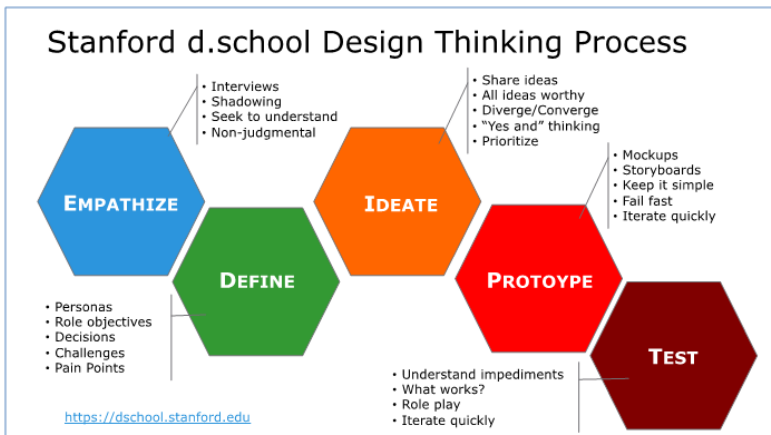 Stanford d.school Design Thinking Process
• Interviews
• Shadowing
• Seek to understand
• Non-judgmental
• Share ideas
• All ideas worthy
• Diverge/Converge
• “Yes and” thinking
• Prioritize
• Mockups
• Storyboards
• Keep it simple
• Fail fast
• Iterate quickly
EMPATHIZE
IDEATE
DEFINE
PROTOYPE
TEST
• Personas
• Role objectives
• Decisions
• Challenges
• Pain Points
• Understand impediments
• What works?
• Role play
• Iterate quickly
https://dschool.stanford.edu